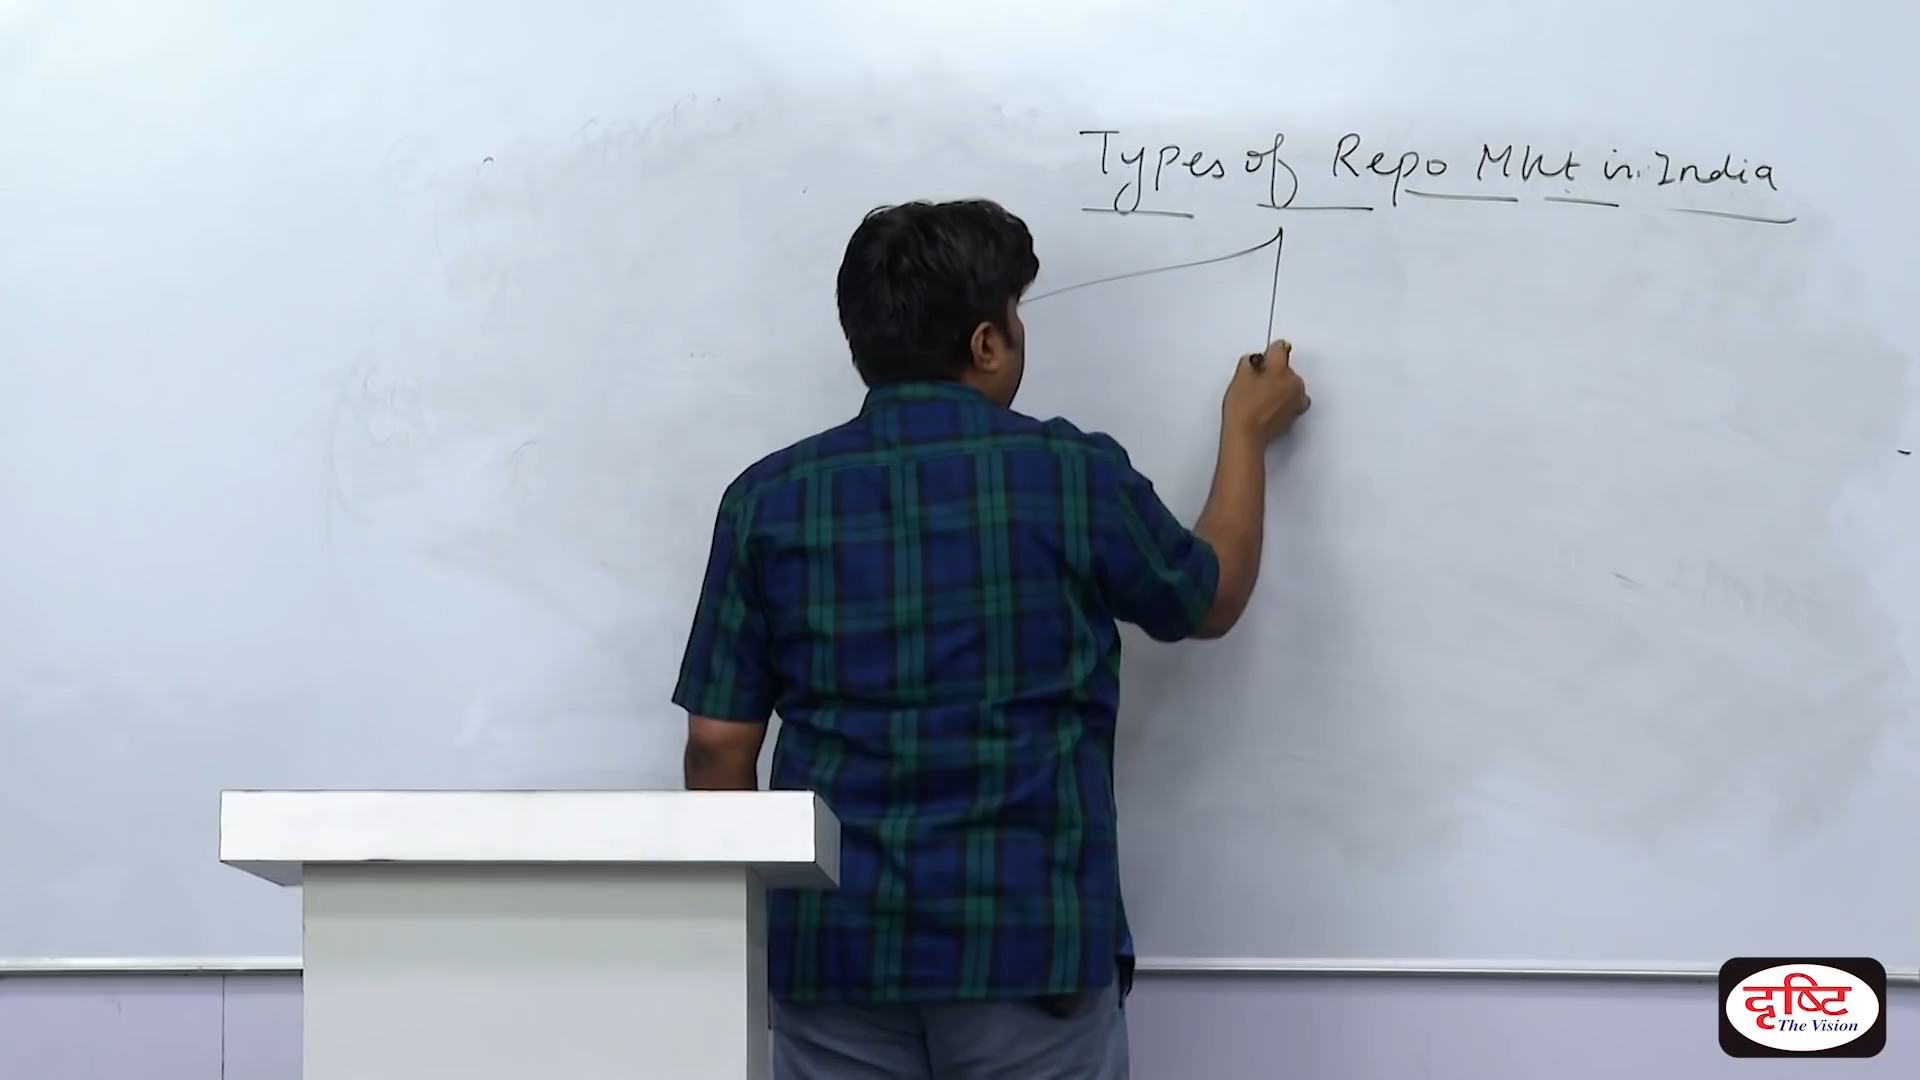 Types of Repo Mkt in India
दृष्टि
The Vision